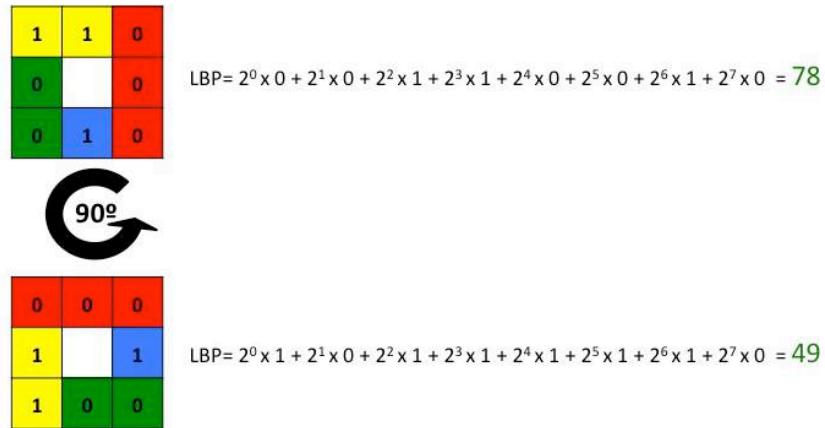 1 1 0
0 0
LBP= 2⁰ x 0 + 2¹ x 0 + 2² x 1 + 2³ x 1 + 2⁴ x 0 + 2⁵ x 0 + 2⁶ x 1 + 2⁷ x 0 = 78
0 1 0
90º
0 0 0
1 1
LBP= 2⁰ x 1 + 2¹ x 0 + 2² x 1 + 2³ x 1 + 2⁴ x 1 + 2⁵ x 1 + 2⁶ x 1 + 2⁷ x 0 = 49
1 0 0